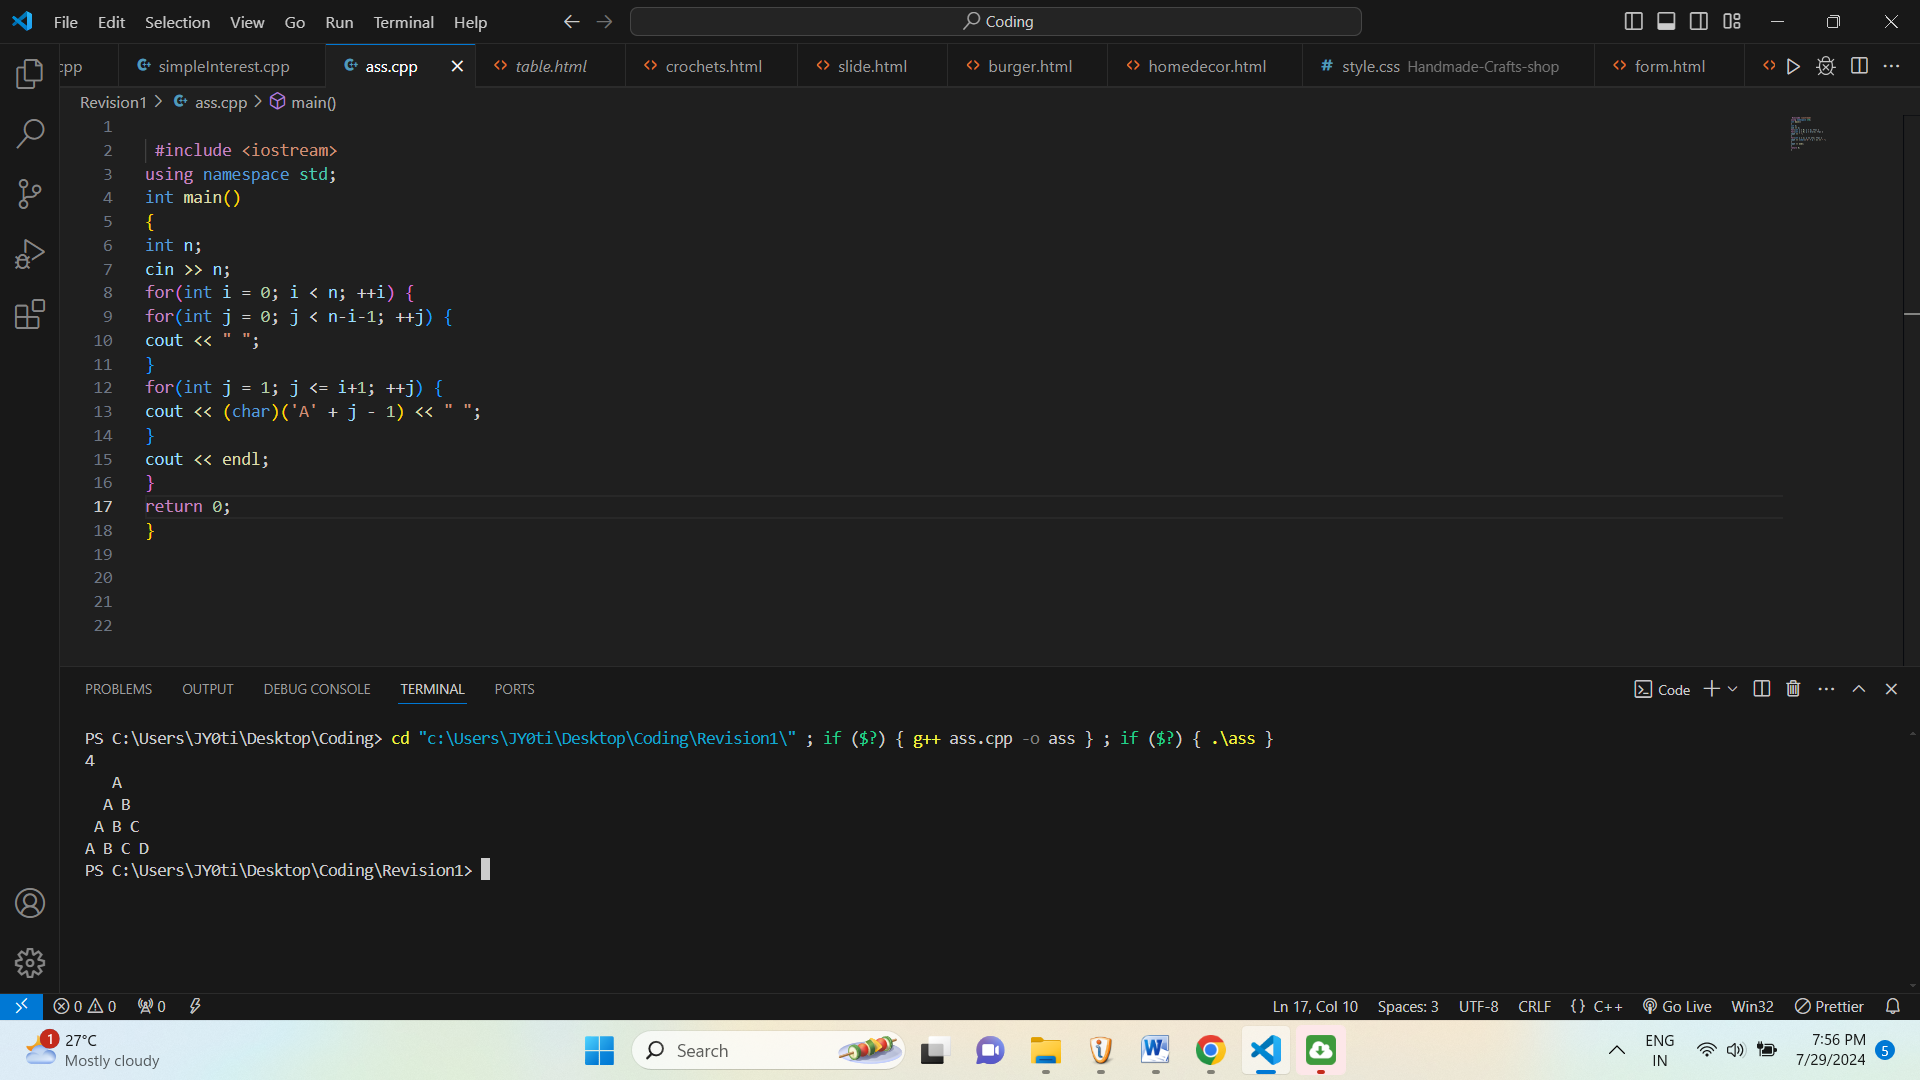 File Edit Selection View Go Run Terminal Help
Coding
cpp
simpleInterest.cpp
ass.cpp
table.html
crochets.html
slide.html
burger.html
homedecor.html
style.css Handmade-Crafts-shop
form.html
Revision1 > ass.cpp > main()
1
2 #include <iostream>
3 using namespace std;
4 int main()
5 {
6 int n;
7 cin >> n;
8 for(int i = 0; i < n; ++i) {
9 for(int j = 0; j < n-i-1; ++j) {
10 cout << " ";
11 }
12 for(int j = 1; j <= i+1; ++j) {
13 cout << (char)('A' + j - 1) << " ";
14 }
15 cout << endl;
16 }
17 return 0;
18 }
19
20
21
22
PROBLEMS OUTPUT DEBUG CONSOLE TERMINAL PORTS
Code
PS C:\Users\JY0ti\Desktop\Coding> cd "c:\Users\JY0ti\Desktop\Coding\Revision1\" ; if ($?) { g++ ass.cpp -o ass } ; if ($?) { .\ass }
4
   A
  A B
 A B C
A B C D
PS C:\Users\JY0ti\Desktop\Coding\Revision1>
0 0 0
Ln 17, Col 10 Spaces: 3 UTF-8 CRLF {} C++ Go Live Win32 Prettier
1
27°C
Mostly cloudy
Search
ENG
IN
7:56 PM
7/29/2024
5